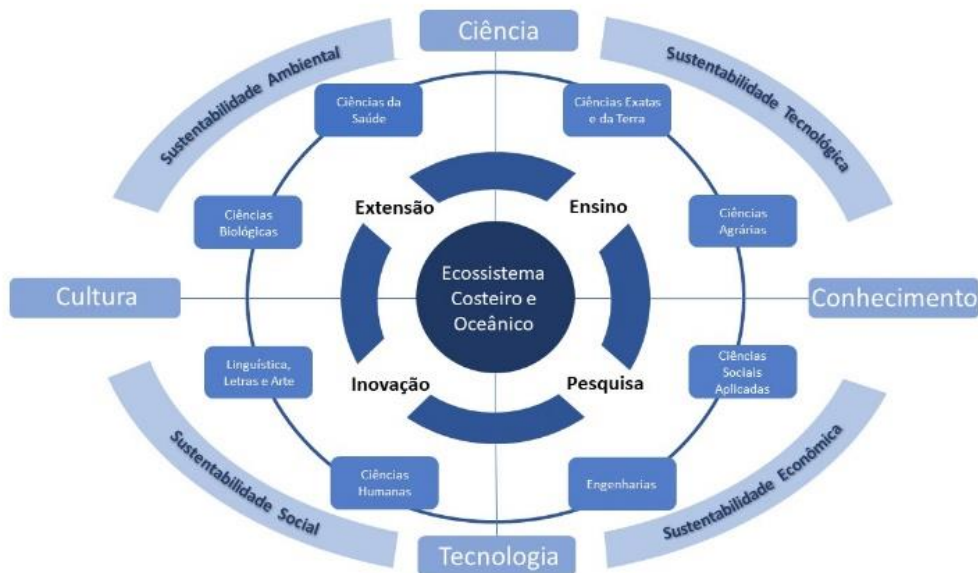 Ciência
Sustentabilidade Ambiental
Sustentabilidade Tecnológica
Ciências da
Saúde
Ciências Exatas
e da Terra
Extensão
Ensino
Ciências
Biológicas
Ciências
Agrárias
Ecossistema
Costeiro e
Oceânico
Cultura
Conhecimento
Linguística,
Letras e Arte
Inovação
Pesquisa
Ciências
Sociais
Aplicadas
Ciências
Humanas
Engenharias
Sustentabilidade Social
Sustentabilidade Econômica
Tecnologia